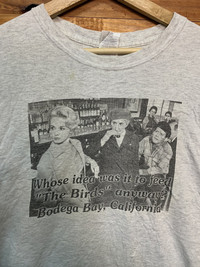 Whose idea was it to feed
"The Birds" anyway?
Bodega Bay, California